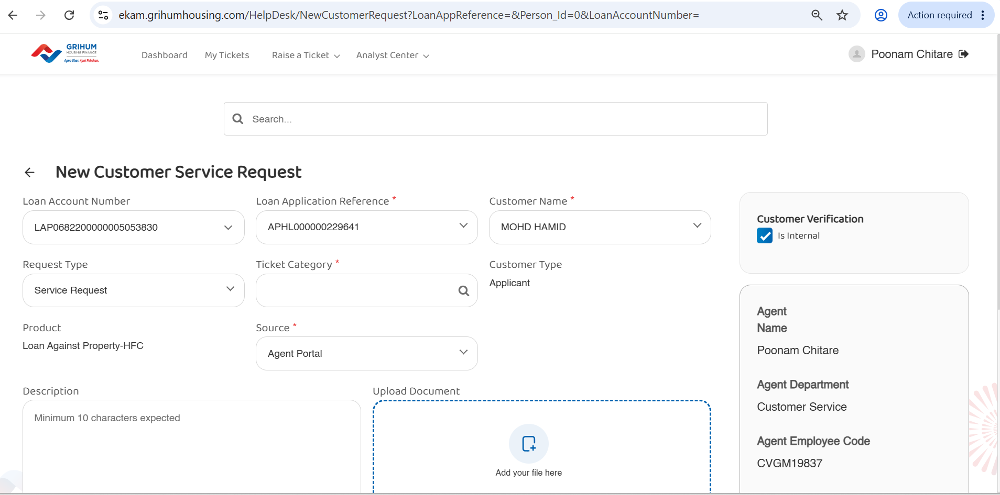 ekam.grihumhousing.com/HelpDesk/NewCustomerRequest?LoanAppReference=&Person_Id=0&LoanAccountNumber=
Action required
GRIHUM
HOUSING FINANCE
Apna Ghar. Apni Pehchan.
Dashboard
My Tickets
Raise a Ticket
Analyst Center
Poonam Chitare
Search...
New Customer Service Request
Loan Account Number
Loan Application Reference *
Customer Name *
LAP0682200000005053830
APHL000000229641
MOHD HAMID
Customer Verification
Is Internal
Request Type
Ticket Category *
Customer Type
Service Request
Applicant
Product
Source *
Loan Against Property-HFC
Agent Portal
Agent
Name
Poonam Chitare
Agent Department
Customer Service
Agent Employee Code
CVGM19837
Description
Upload Document
Minimum 10 characters expected
Add your file here